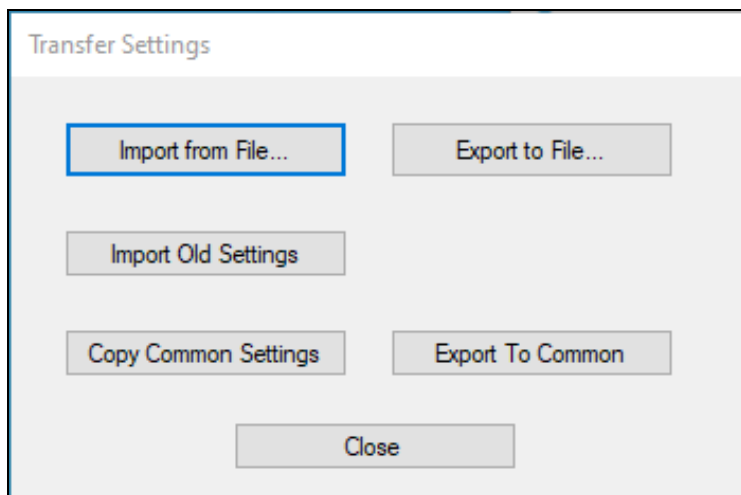 Transfer Settings
Import from File...
Export to File...
Import Old Settings
Copy Common Settings
Export To Common
Close